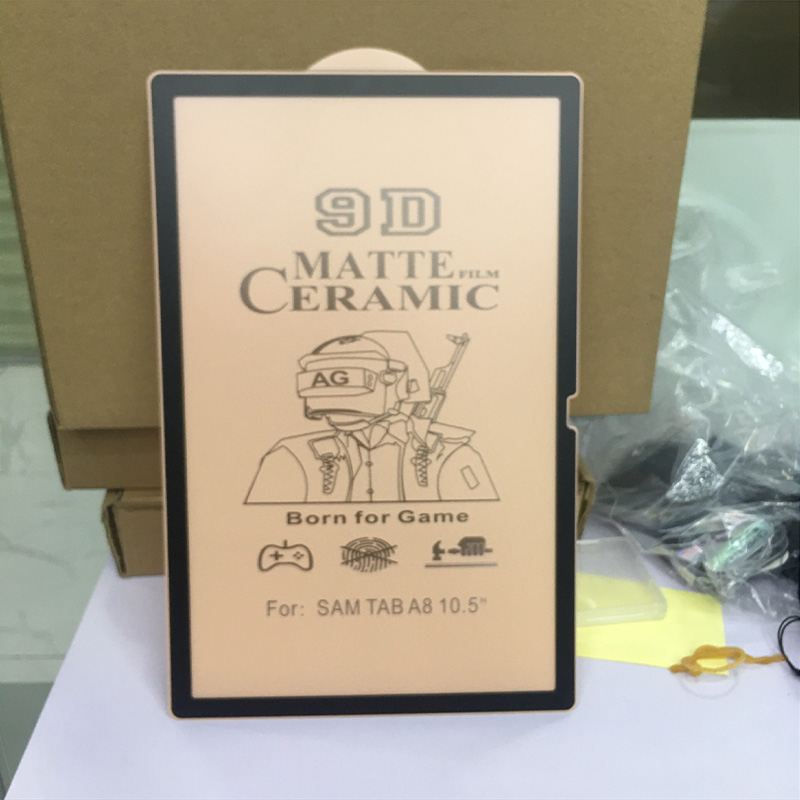 9D
MATTE FILM
CERAMIC
AG
Born for Game
For: SAM TAB A8 10.5"